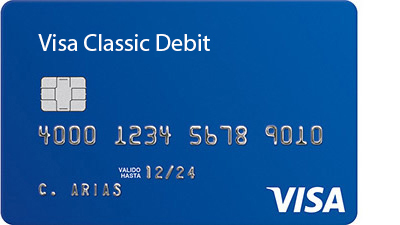 Visa Classic Debit
4000 1234 5678 9010
VALIDO HASTA 12/24
C. ARIAS
VISA